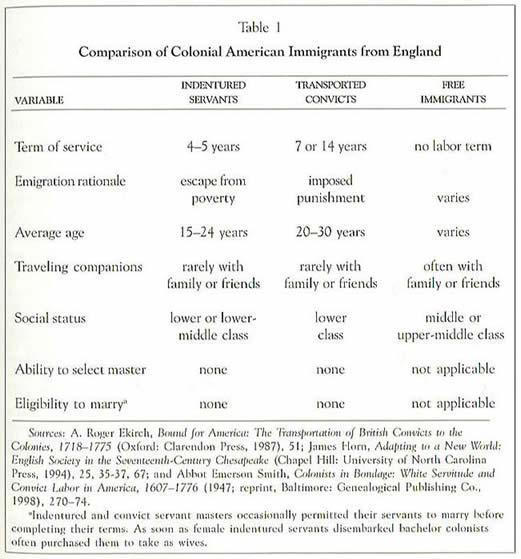 Table 1
Comparison of Colonial American Immigrants from England
VARIABLE INDENTURED SERVANTS TRANSPORTED CONVICTS FREE IMMIGRANTS
Term of service 4–5 years 7 or 14 years no labor term
Emigration rationale escape from poverty imposed punishment varies
Average age 15–24 years 20–30 years varies
Traveling companions rarely with family or friends rarely with family or friends often with family or friends
Social status lower or lower-middle class lower class middle or upper-middle class
Ability to select master none none not applicable
Eligibility to marryª none none not applicable
Sources: A. Roger Ekirch, Bound for America: The Transportation of British Convicts to the
Colonies, 1718–1775 (Oxford: Clarendon Press, 1987), 51; James Horn, Adapting to a New World:
English Society in the Seventeenth-Century Chesapeake (Chapel Hill: University of North Carolina
Press, 1994), 25, 35-37, 67; and Abbot Emerson Smith, Colonists in Bondage: White Servitude and
Convict Labor in America, 1607–1776 (1947; reprint, Baltimore: Genealogical Publishing Co.,
1998), 270–74.
ªIndentured and convict servant masters occasionally permitted their servants to marry before
completing their terms. As soon as female indentured servants disembarked bachelor colonists
often purchased them to take as wives.